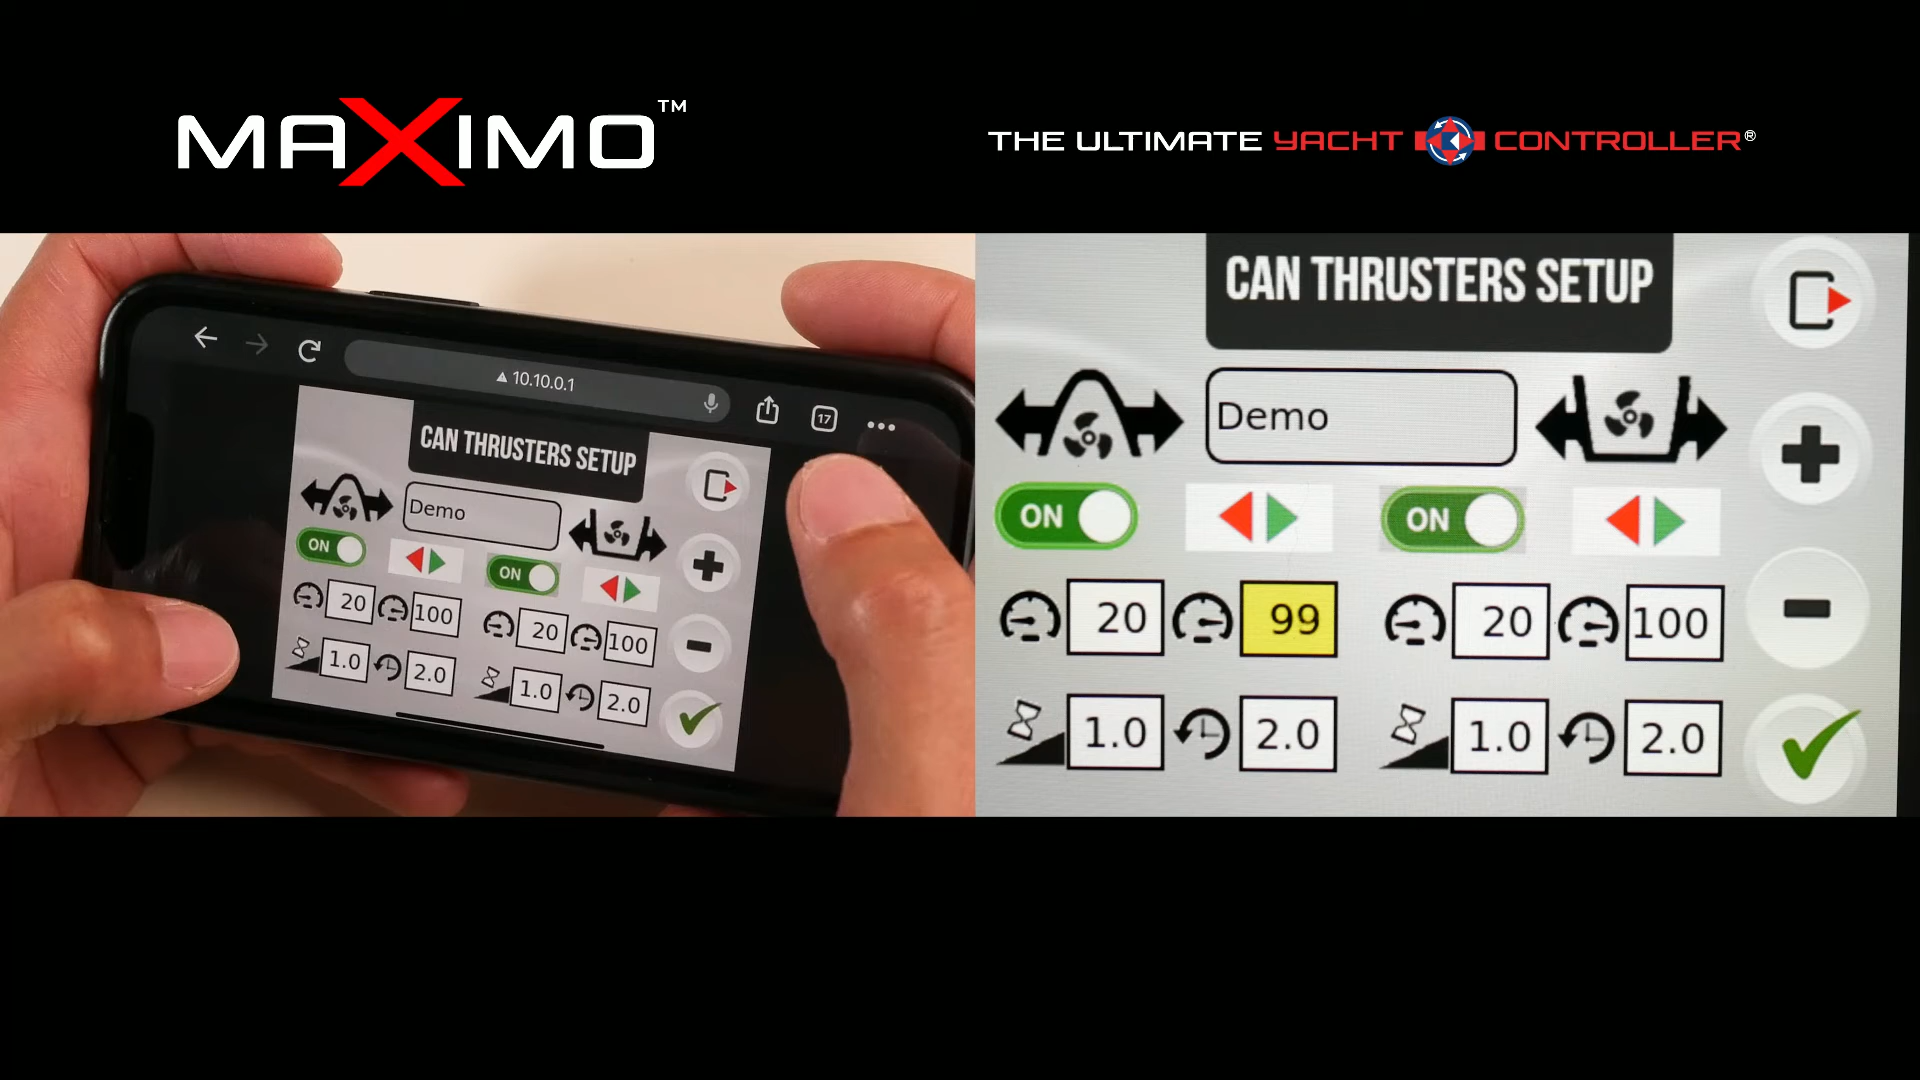 MAXIMO™
THE ULTIMATE YACHT CONTROLLER®
10.10.0.1
17
CAN THRUSTERS SETUP
Demo
ON
ON
20
100
20
100
1.0
2.0
1.0
2.0
CAN THRUSTERS SETUP
Demo
ON
ON
20
99
20
100
1.0
2.0
1.0
2.0